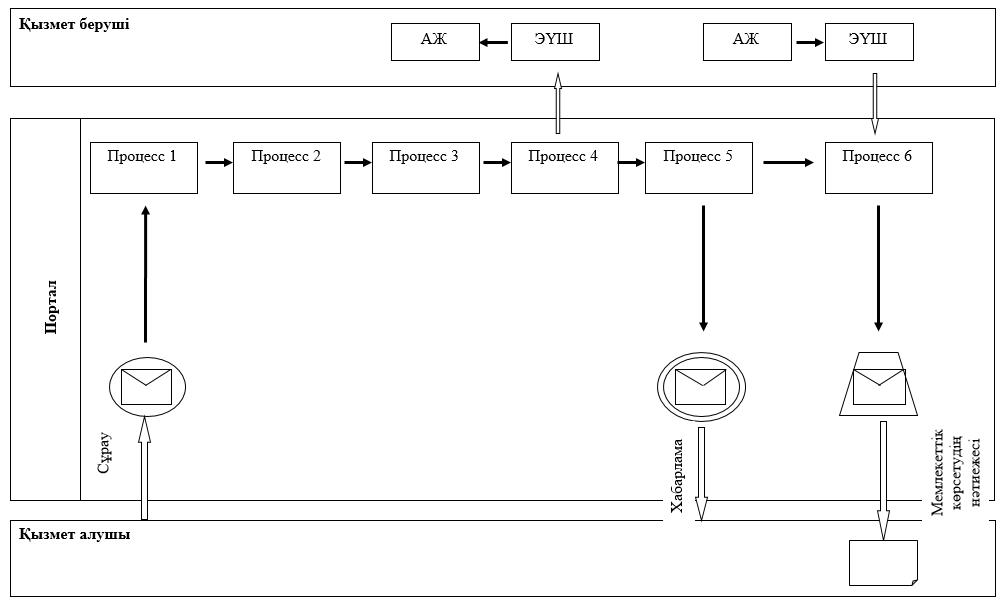 Қызмет беруші
АЖ
ЭҮШ
АЖ
ЭҮШ
Портал
Процесс 1
Процесс 2
Процесс 3
Процесс 4
Процесс 5
Процесс 6
Сұрау
Хабарлама
Мемлекеттік
көрсетудің
нәтиежесі
Қызмет алушы